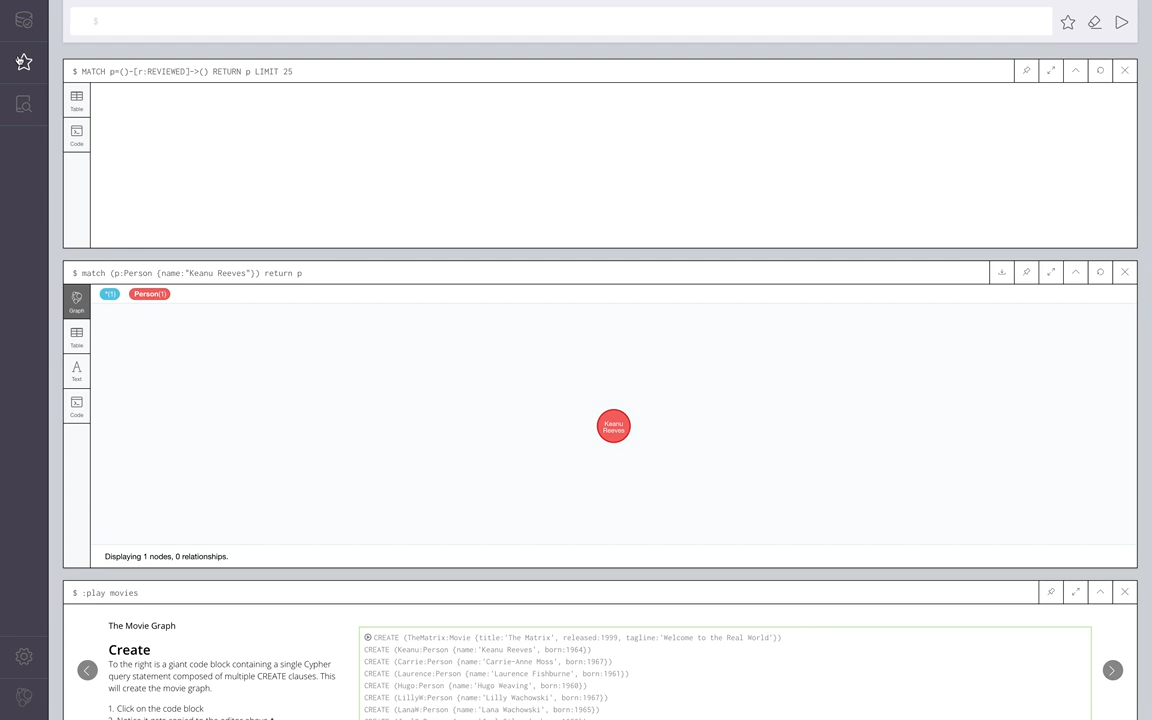 $
$ MATCH p=()-[r:REVIEWED]->() RETURN p LIMIT 25
Table
Code
$ match (p:Person {name:"Keanu Reeves"}) return p
*(1) Person(1)
Graph
Table
Text
Code
Keanu
Reeves
Displaying 1 nodes, 0 relationships.
$ :play movies
The Movie Graph
Create
To the right is a giant code block containing a single Cypher
query statement composed of multiple CREATE clauses. This
will create the movie graph.
1. Click on the code block
CREATE (TheMatrix:Movie {title:'The Matrix', released:1999, tagline:'Welcome to the Real World'})
CREATE (Keanu:Person {name:'Keanu Reeves', born:1964})
CREATE (Carrie:Person {name:'Carrie-Anne Moss', born:1967})
CREATE (Laurence:Person {name:'Laurence Fishburne', born:1961})
CREATE (Hugo:Person {name:'Hugo Weaving', born:1960})
CREATE (LillyW:Person {name:'Lilly Wachowski', born:1967})
CREATE (LanaW:Person {name:'Lana Wachowski', born:1965})